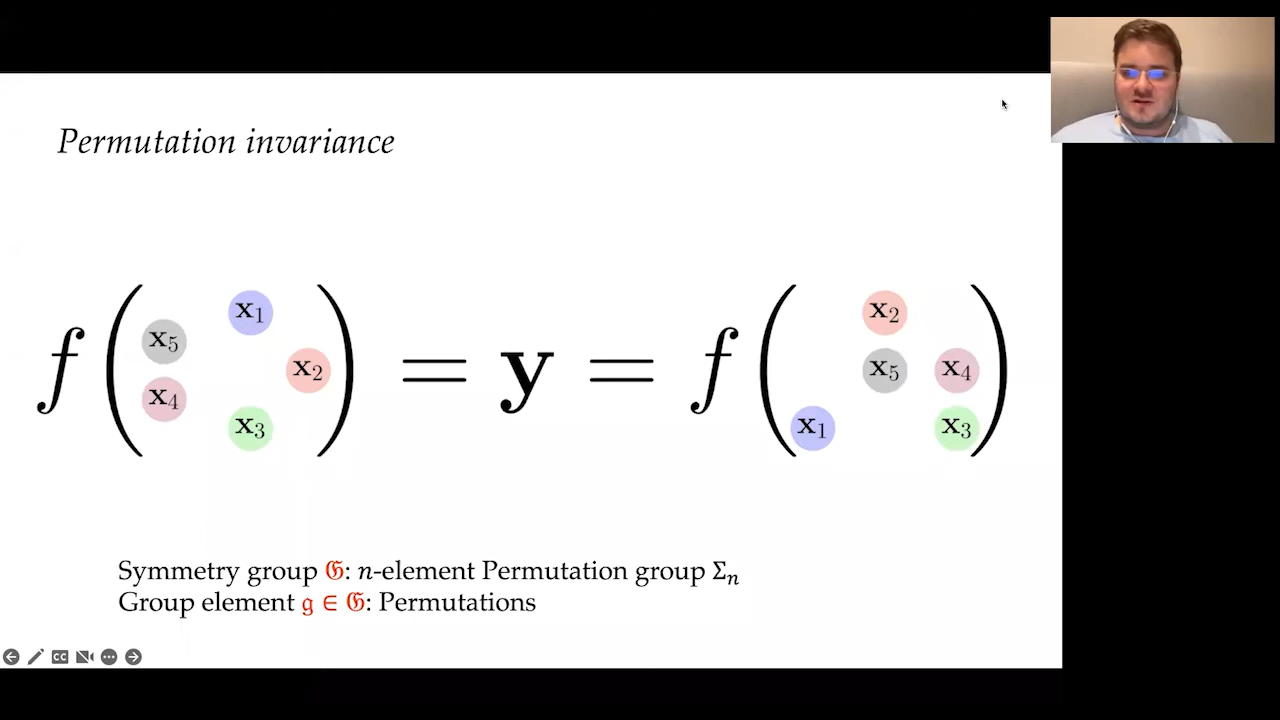 Permutation invariance
f ( x₁ x₅ x₂ x₄ x₃ ) = y = f ( x₂ x₅ x₄ x₁ x₃ )
Symmetry group 𝔊: n-element Permutation group Σₙ
Group element 𝔤 ∈ 𝔊: Permutations
CC